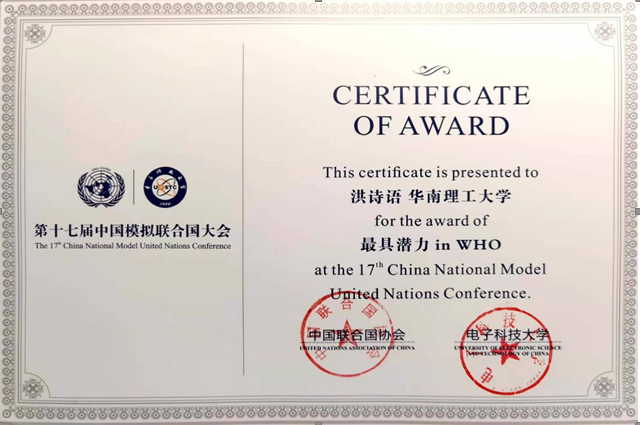 第十七届中国模拟联合国大会
The 17th China National Model United Nations Conference
CERTIFICATE
OF AWARD
This certificate is presented to
洪诗语 华南理工大学
for the award of
最具潜力 in WHO
at the 17th China National Model
United Nations Conference.
中国联合国协会
UNITED NATIONS ASSOCIATION OF CHINA
电子科技大学
UNIVERSITY OF ELECTRONIC SCIENCE
AND TECHNOLOGY OF CHINA